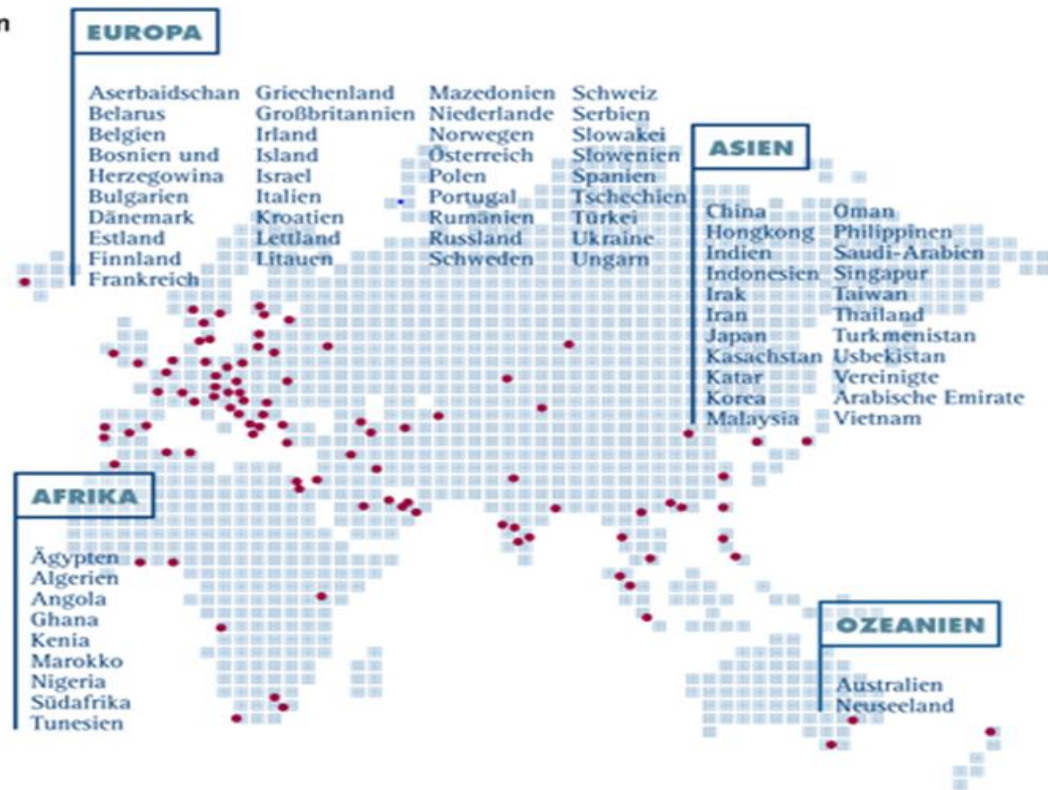 n
EUROPA
Aserbaidschan
Belarus
Belgien
Bosnien und
Herzegowina
Bulgarien
Dänemark
Estland
Finnland
Frankreich
Griechenland
Großbritannien
Irland
Island
Israel
Italien
Kroatien
Lettland
Litauen
Mazedonien
Niederlande
Norwegen
Österreich
Polen
Portugal
Rumänien
Russland
Schweden
Schweiz
Serbien
Slowakei
Slowenien
Spanien
Tschechien
Türkei
Ukraine
Ungarn
ASIEN
China
Hongkong
Indien
Indonesien
Irak
Iran
Japan
Kasachstan
Katar
Korea
Malaysia
Oman
Philippinen
Saudi-Arabien
Singapur
Taiwan
Thailand
Turkmenistan
Usbekistan
Vereinigte
Arabische Emirate
Vietnam
AFRIKA
Ägypten
Algerien
Angola
Ghana
Kenia
Marokko
Nigeria
Südafrika
Tunesien
OZEANIEN
Australien
Neuseeland